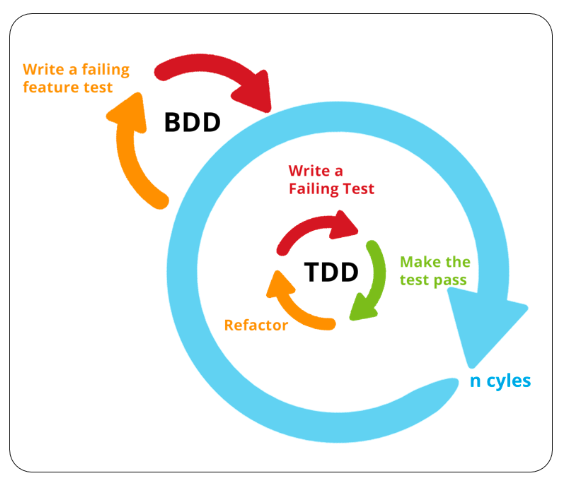 Write a failing
feature test
BDD
Write a
Failing Test
TDD
Make the
test pass
Refactor
n cyles